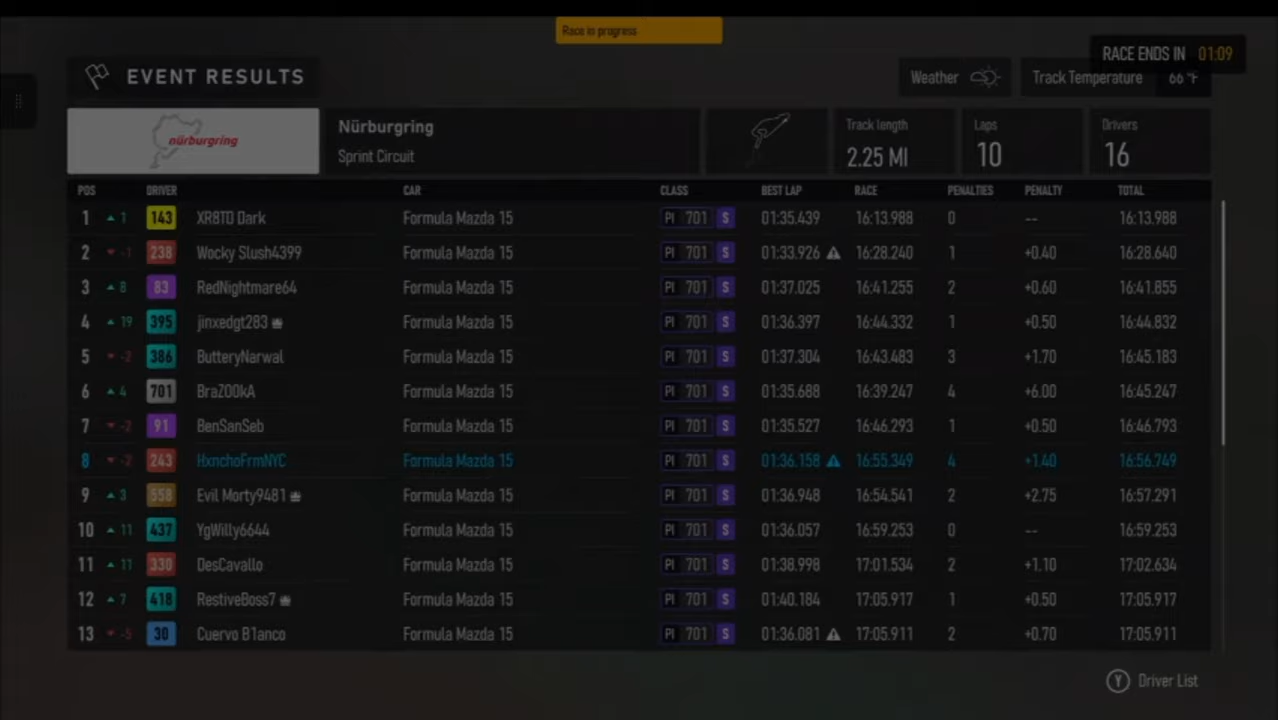 Race in progress
RACE ENDS IN 01:09
EVENT RESULTS
Weather
Track Temperature 66 °F
nürburgring
Nürburgring
Sprint Circuit
Track length
2.25 MI
Laps
10
Drivers
16
POS DRIVER CAR CLASS BEST LAP RACE PENALTIES PENALTY TOTAL
1 1 143 XR8TD Dark Formula Mazda 15 PI 701 S 01:35.439 16:13.988 0 -- 16:13.988
2 -1 238 Wocky Slush4399 Formula Mazda 15 PI 701 S 01:33.926 16:28.240 1 +0.40 16:28.640
3 8 83 RedNightmare64 Formula Mazda 15 PI 701 S 01:37.025 16:41.255 2 +0.60 16:41.855
4 19 395 jinxedgt283 Formula Mazda 15 PI 701 S 01:36.397 16:44.332 1 +0.50 16:44.832
5 -2 386 ButteryNarwal Formula Mazda 15 PI 701 S 01:37.304 16:43.483 3 +1.70 16:45.183
6 4 701 BraZ00kA Formula Mazda 15 PI 701 S 01:35.688 16:39.247 4 +6.00 16:45.247
7 -2 91 BenSanSeb Formula Mazda 15 PI 701 S 01:35.527 16:46.293 1 +0.50 16:46.793
8 -2 243 HxnchoFrmNYC Formula Mazda 15 PI 701 S 01:36.158 16:55.349 4 +1.40 16:56.749
9 3 558 Evil Morty9481 Formula Mazda 15 PI 701 S 01:36.948 16:54.541 2 +2.75 16:57.291
10 11 437 YgWilly6644 Formula Mazda 15 PI 701 S 01:36.057 16:59.253 0 -- 16:59.253
11 11 330 DesCavallo Formula Mazda 15 PI 701 S 01:38.998 17:01.534 2 +1.10 17:02.634
12 7 418 RestiveBoss7 Formula Mazda 15 PI 701 S 01:40.184 17:05.917 1 +0.50 17:05.917
13 -5 30 Cuervo B1anco Formula Mazda 15 PI 701 S 01:36.081 17:05.911 2 +0.70 17:05.911
Y Driver List